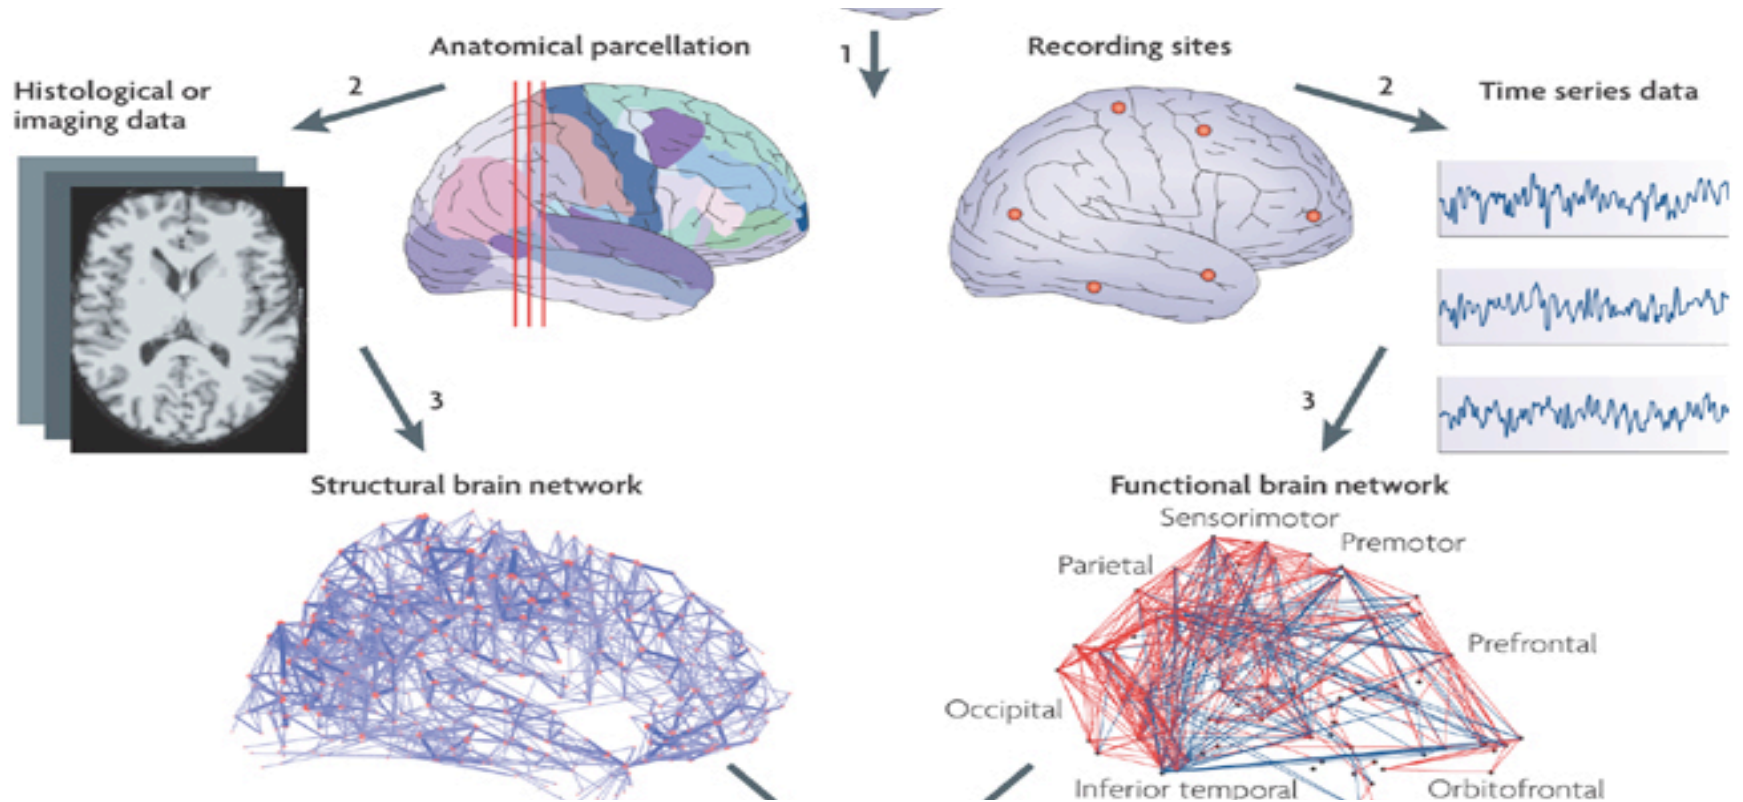 Anatomical parcellation
1
Recording sites
Histological or
imaging data
2
2
Time series data
3
3
Structural brain network
Functional brain network
Sensorimotor
Premotor
Parietal
Prefrontal
Occipital
Inferior temporal
Orbitofrontal